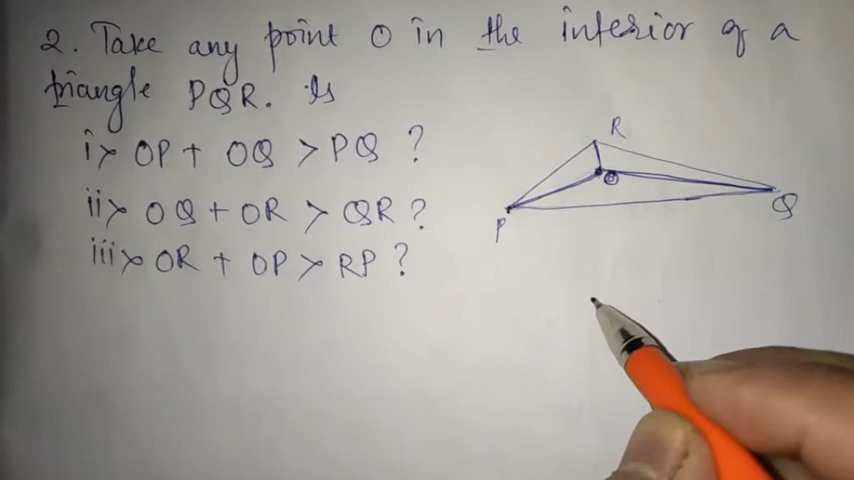 2. Take any point O in the interior of a
triangle PQR. Is
i> OP + OQ > PQ ?
ii> OQ + OR > QR ?
iii> OR + OP > RP ?
R
O
P
Q